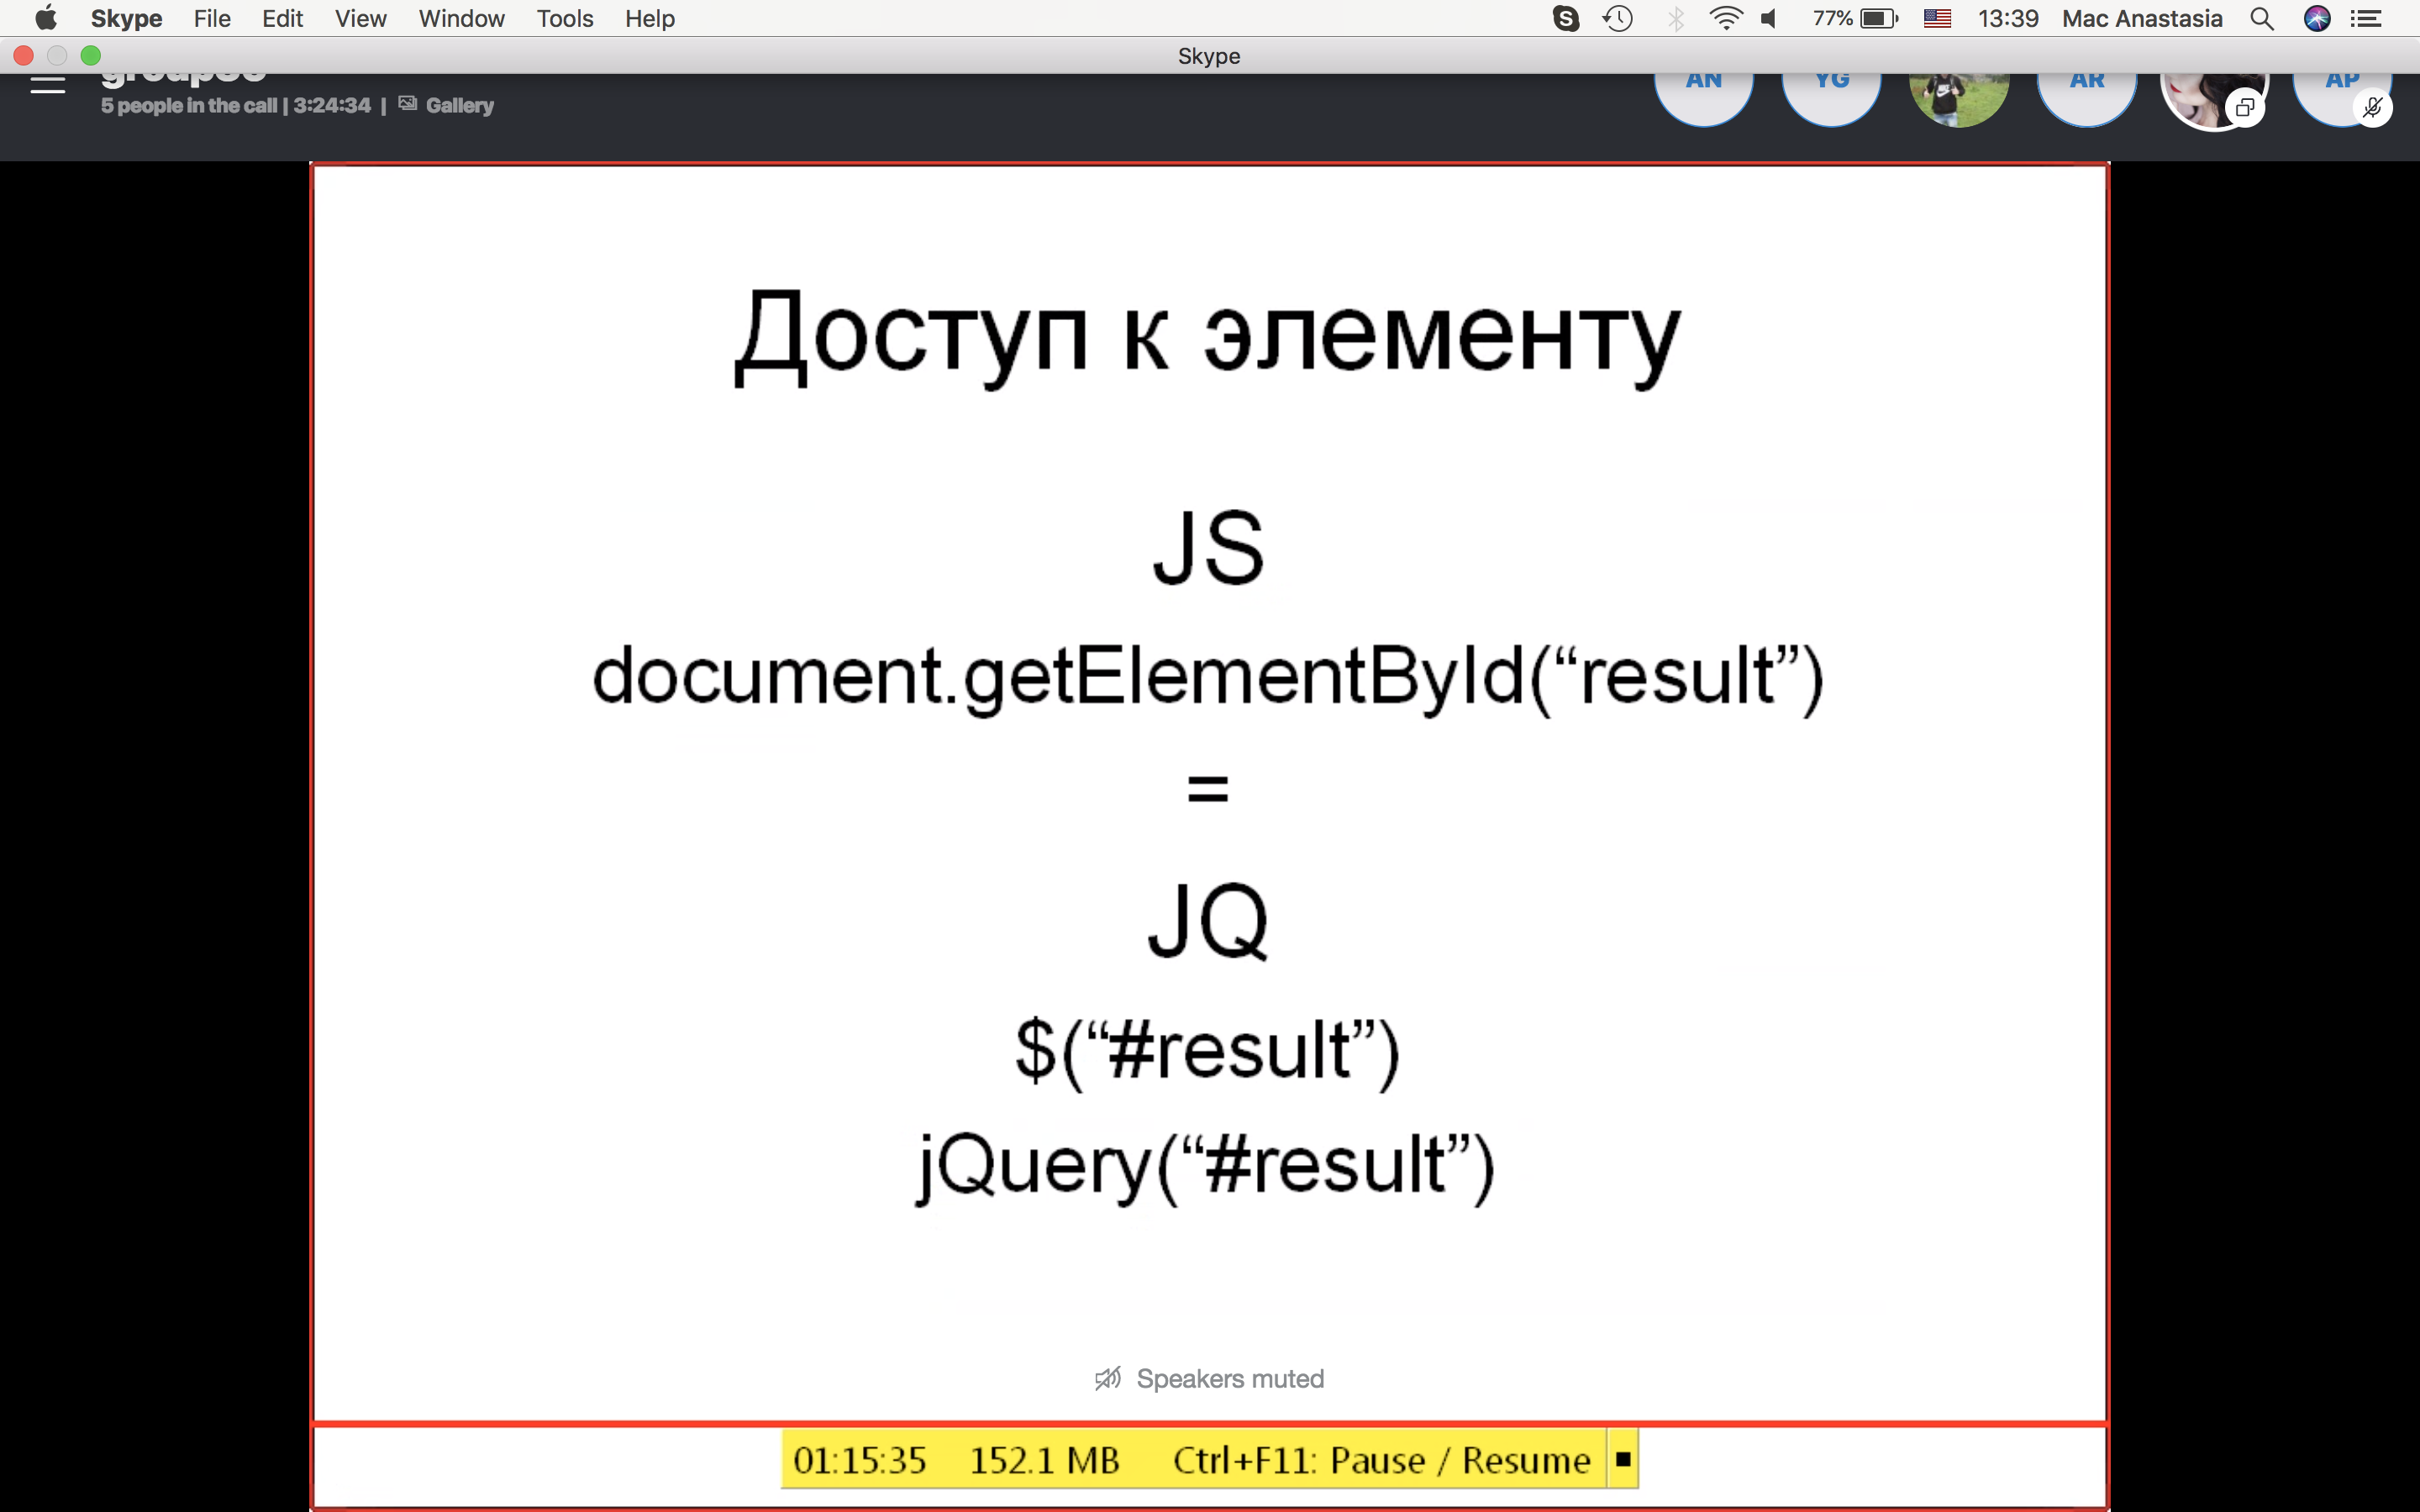 Skype File Edit View Window Tools Help 77% 13:39 Mac Anastasia
Skype
5 people in the call | 3:24:34 | Gallery
AN YG AR AP
Доступ к элементу
JS
document.getElementById(“result”)
=
JQ
$(“#result”)
jQuery(“#result”)
Speakers muted
01:15:35 152.1 MB Ctrl+F11: Pause / Resume